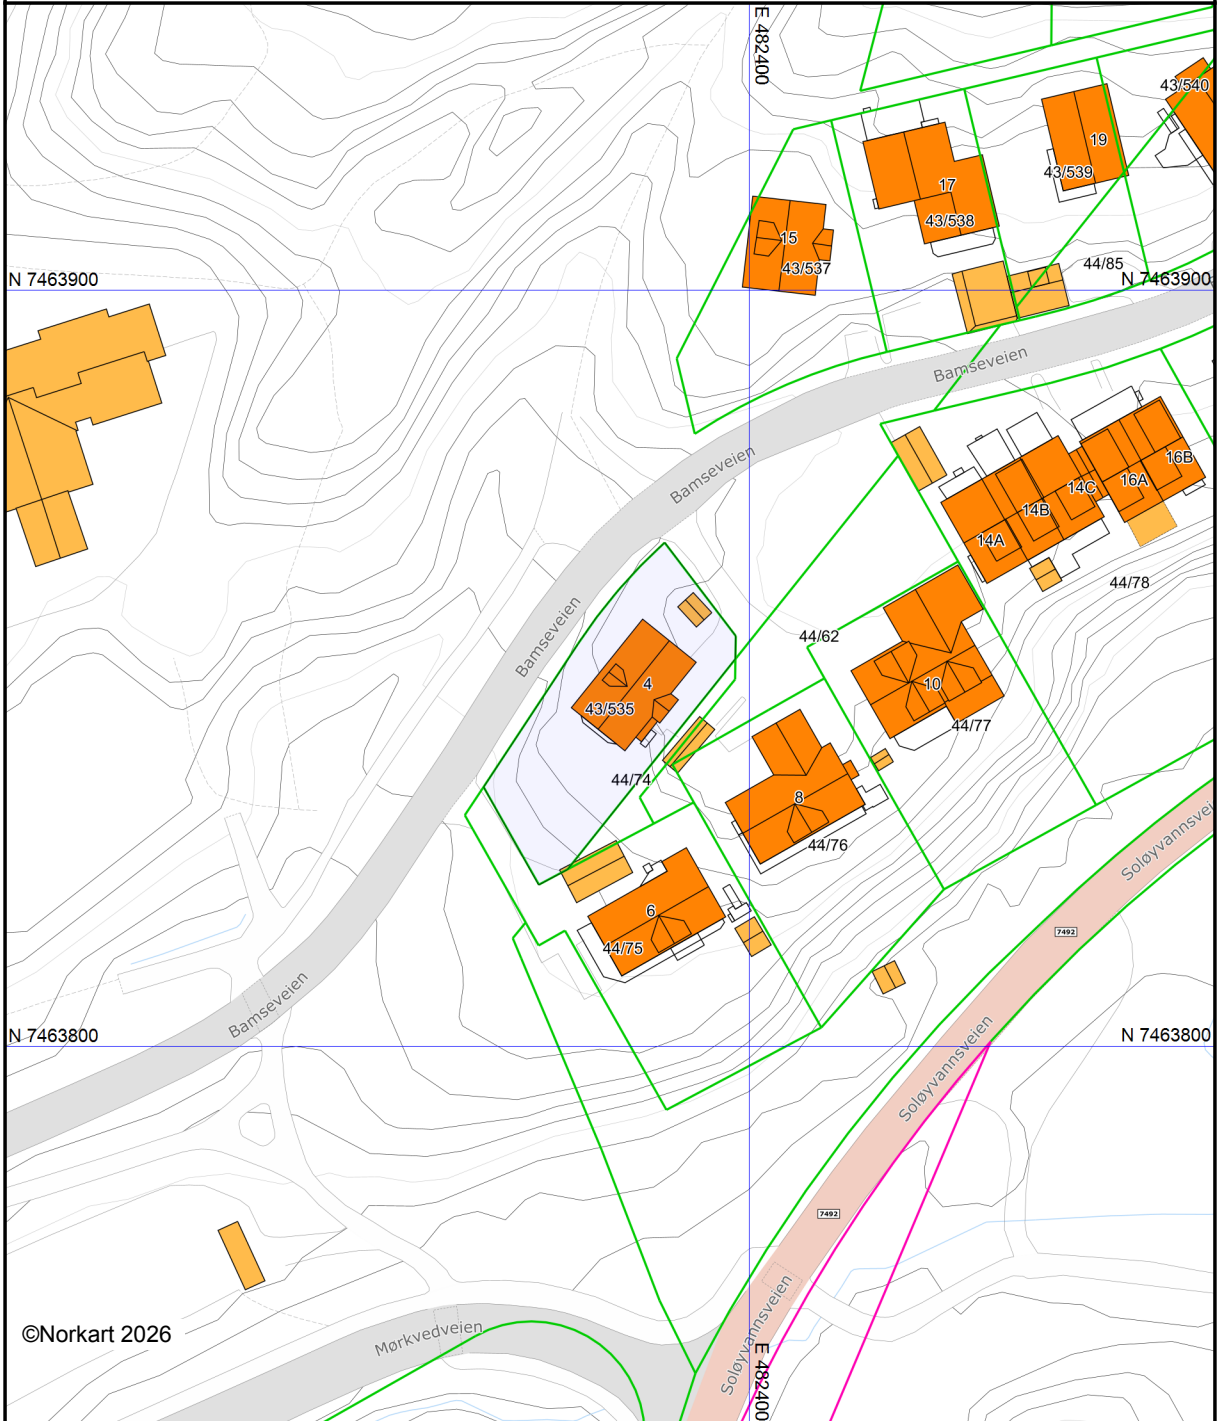 E 482400
43/540
19
43/539
17
43/538
15
43/537
44/85
N 7463900
N 7463900
Bamseveien
Bamseveien
16B
16A
14C
14B
14A
44/78
Bamseveien
44/62
4
43/535
10
44/77
44/74
8
44/76
Soløyvannsvei
6
44/75
7492
Bamseveien
N 7463800
N 7463800
Soløyvannsveien
7492
Soløyvannsveien
©Norkart 2026
Mørkvedveien
E 482400